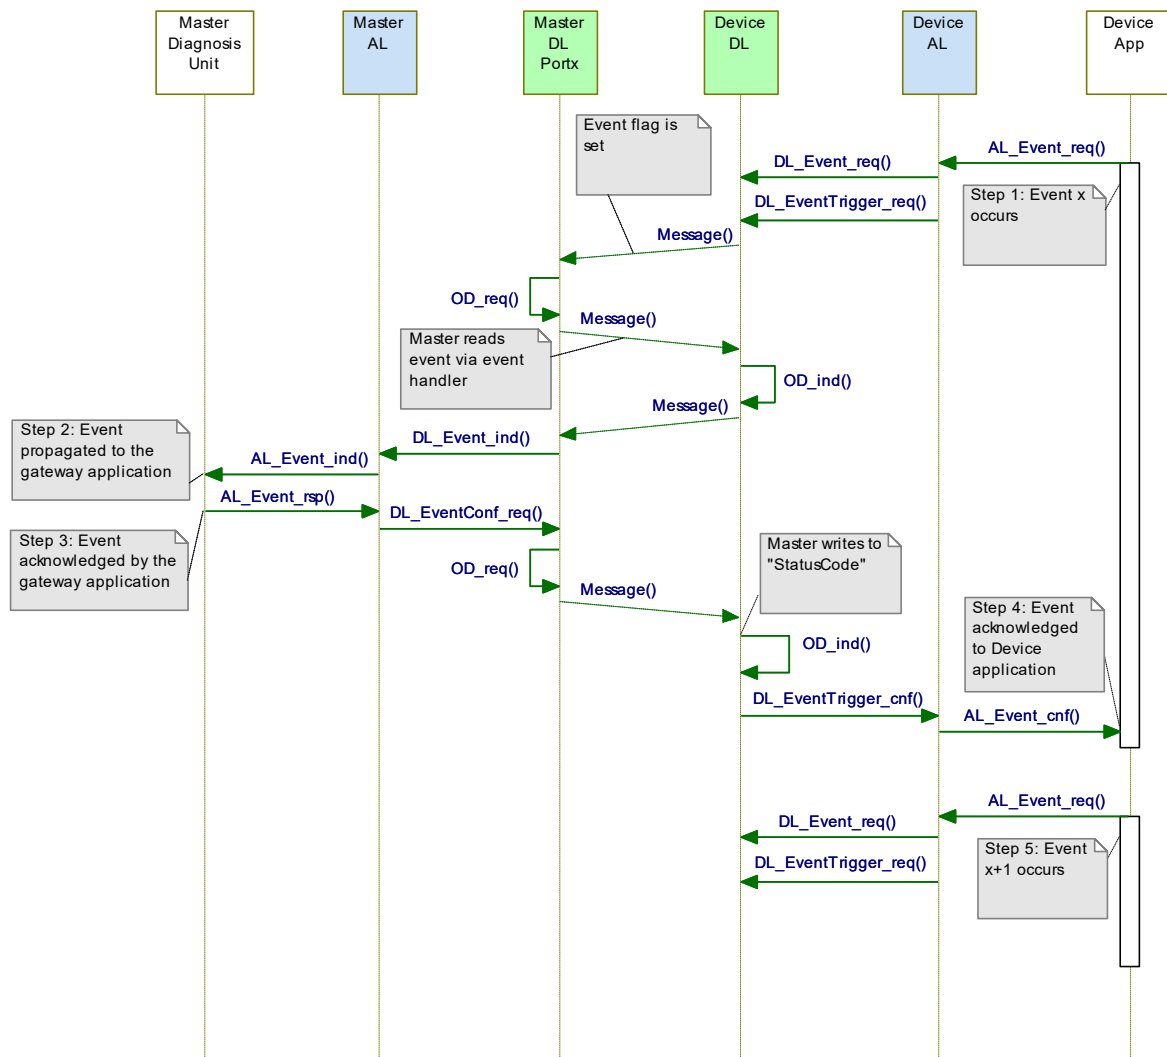 Master
Diagnosis
Unit
Master
AL
Master
DL
Portx
Device
DL
Device
AL
Device
App
Event flag is
set
AL_Event_req()
DL_Event_req()
Step 1: Event x
occurs
DL_EventTrigger_req()
Message()
OD_req()
Message()
Master reads
event via event
handler
OD_ind()
Message()
Step 2: Event
propagated to the
gateway application
DL_Event_ind()
AL_Event_ind()
AL_Event_rsp()
DL_EventConf_req()
Step 3: Event
acknowledged by the
gateway application
OD_req()
Message()
Master writes to
"StatusCode"
OD_ind()
Step 4: Event
acknowledged
to Device
application
DL_EventTrigger_cnf()
AL_Event_cnf()
AL_Event_req()
DL_Event_req()
Step 5: Event
x+1 occurs
DL_EventTrigger_req()